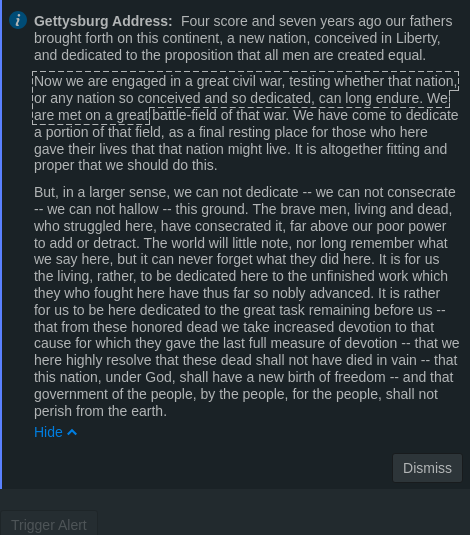 Gettysburg Address: Four score and seven years ago our fathers
brought forth on this continent, a new nation, conceived in Liberty,
and dedicated to the proposition that all men are created equal.
Now we are engaged in a great civil war, testing whether that nation,
or any nation so conceived and so dedicated, can long endure. We
are met on a great battle-field of that war. We have come to dedicate
a portion of that field, as a final resting place for those who here
gave their lives that that nation might live. It is altogether fitting and
proper that we should do this.
But, in a larger sense, we can not dedicate -- we can not consecrate
-- we can not hallow -- this ground. The brave men, living and dead,
who struggled here, have consecrated it, far above our poor power
to add or detract. The world will little note, nor long remember what
we say here, but it can never forget what they did here. It is for us
the living, rather, to be dedicated here to the unfinished work which
they who fought here have thus far so nobly advanced. It is rather
for us to be here dedicated to the great task remaining before us --
that from these honored dead we take increased devotion to that
cause for which they gave the last full measure of devotion -- that we
here highly resolve that these dead shall not have died in vain -- that
this nation, under God, shall have a new birth of freedom -- and that
government of the people, by the people, for the people, shall not
perish from the earth.
Hide
Dismiss
Trigger Alert